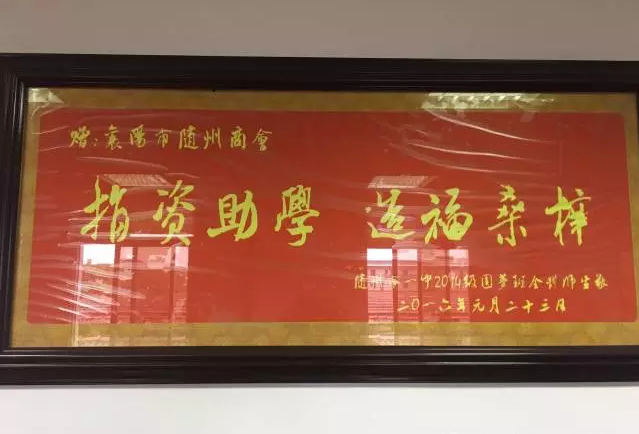 赠:襄陽市随州商會
捐资助學 造福桑梓
随州市一中2014级圆梦班全体师生敬
二〇一六年元月二十三日